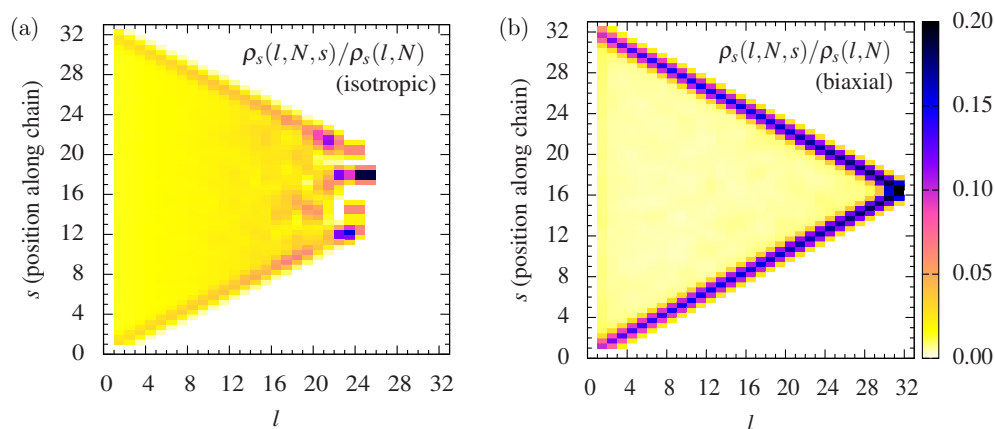 (a)
ρₛ(l,N,s)/ρₛ(l,N)
(isotropic)
s (position along chain)
32
28
24
20
16
12
8
4
0
0 4 8 12 16 20 24 28 32
l
(b)
ρₛ(l,N,s)/ρₛ(l,N)
(biaxial)
s (position along chain)
32
28
24
20
16
12
8
4
0
0 4 8 12 16 20 24 28 32
l
0.20
0.15
0.10
0.05
0.00